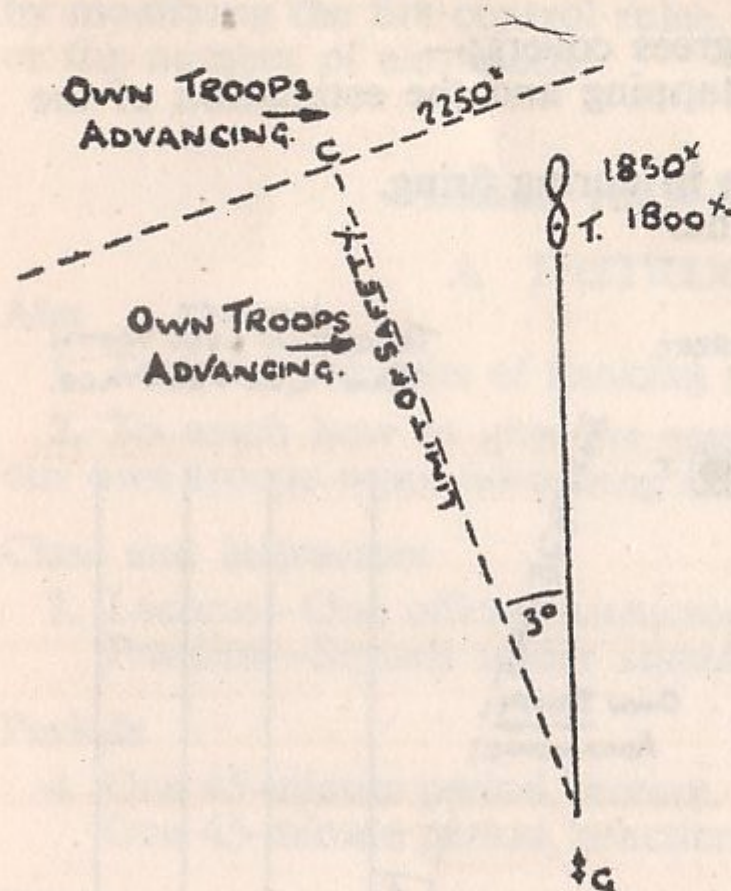 OWN TROOPS
ADVANCING.
2250ˣ
C
1850ˣ
T. 1800ˣ
LIMIT OF SAFETY
OWN TROOPS
ADVANCING.
3°
G